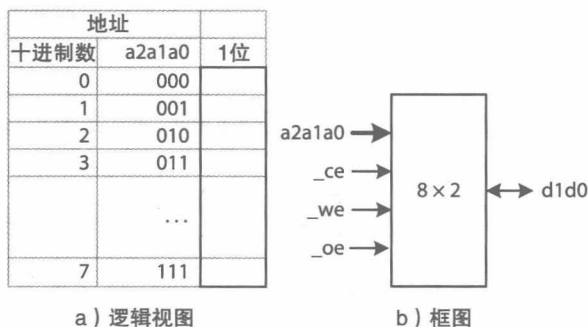 地址
十进制数 a2a1a0 1位
0 000
1 001
2 010
3 011
...
7 111
a2a1a0
_ce
_we
_oe
8×2
d1d0
a）逻辑视图
b）框图